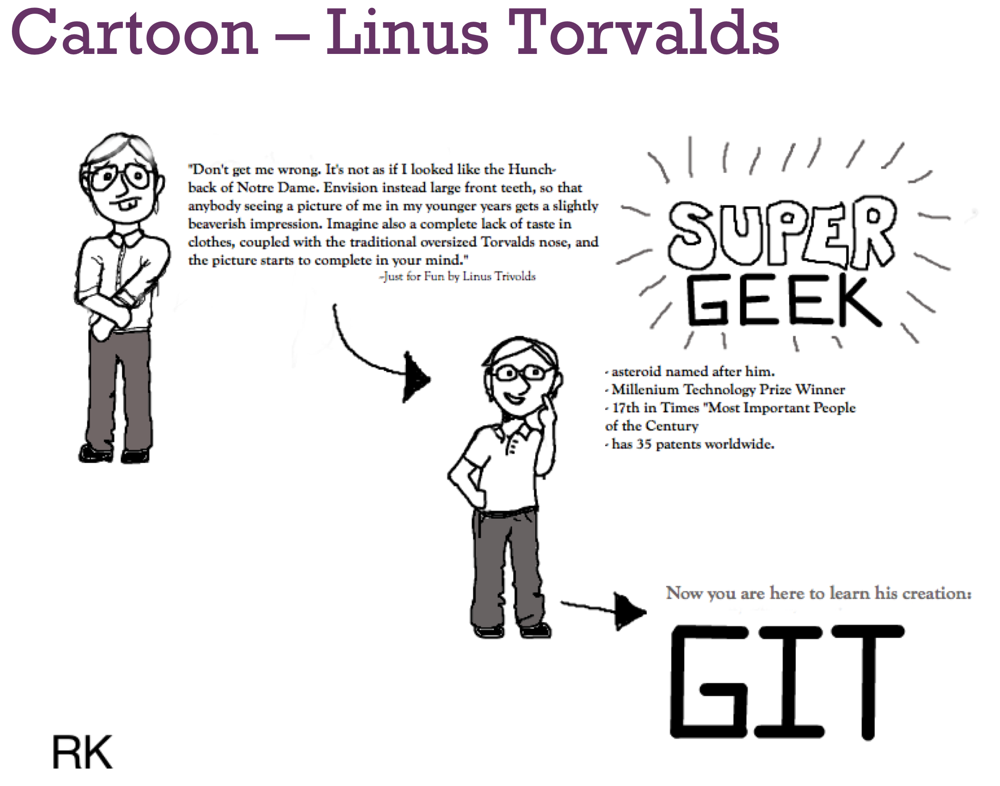 Cartoon – Linus Torvalds
"Don't get me wrong. It's not as if I looked like the Hunch-
back of Notre Dame. Envision instead large front teeth, so that
anybody seeing a picture of me in my younger years gets a slightly
beaverish impression. Imagine also a complete lack of taste in
clothes, coupled with the traditional oversized Torvalds nose, and
the picture starts to complete in your mind."
-Just for Fun by Linus Trivolds
SUPER
GEEK
- asteroid named after him.
- Millenium Technology Prize Winner
- 17th in Times "Most Important People
of the Century
- has 35 patents worldwide.
Now you are here to learn his creation:
GIT
RK